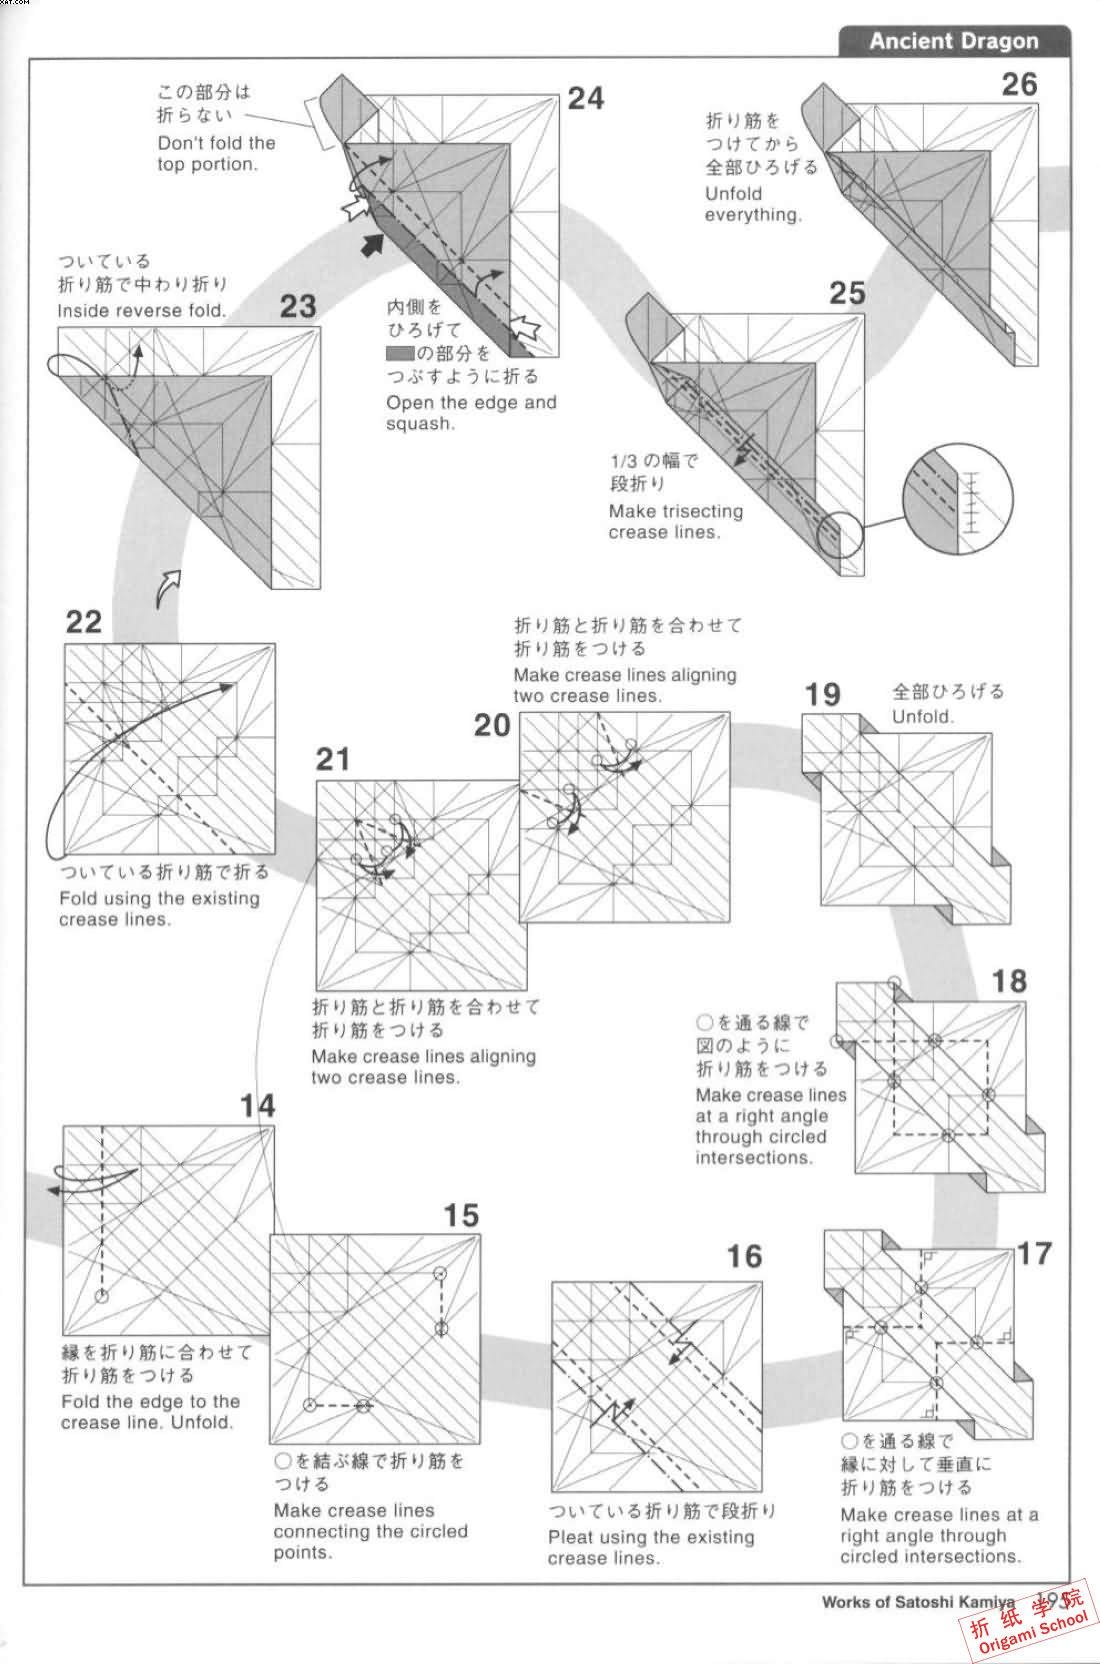 XAT.COM
Ancient Dragon
24
この部分は
折らない
Don't fold the
top portion.
内側を
ひろげて
の部分を
つぶすように折る
Open the edge and
squash.
26
折り筋を
つけてから
全部ひろげる
Unfold
everything.
ついている
折り筋で中わり折り
Inside reverse fold.
23
25
1/3 の幅で
段折り
Make trisecting
crease lines.
22
ついている折り筋で折る
Fold using the existing
crease lines.
21
折り筋と折り筋を合わせて
折り筋をつける
Make crease lines aligning
two crease lines.
折り筋と折り筋を合わせて
折り筋をつける
Make crease lines aligning
two crease lines.
20
19
全部ひろげる
Unfold.
18
○を通る線で
図のように
折り筋をつける
Make crease lines
at a right angle
through circled
intersections.
14
縁を折り筋に合わせて
折り筋をつける
Fold the edge to the
crease line. Unfold.
15
○を結ぶ線で折り筋を
つける
Make crease lines
connecting the circled
points.
16
ついている折り筋で段折り
Pleat using the existing
crease lines.
17
○を通る線で
縁に対して垂直に
折り筋をつける
Make crease lines at a
right angle through
circled intersections.
Works of Satoshi Kamiya 195
折纸学院
Origami School